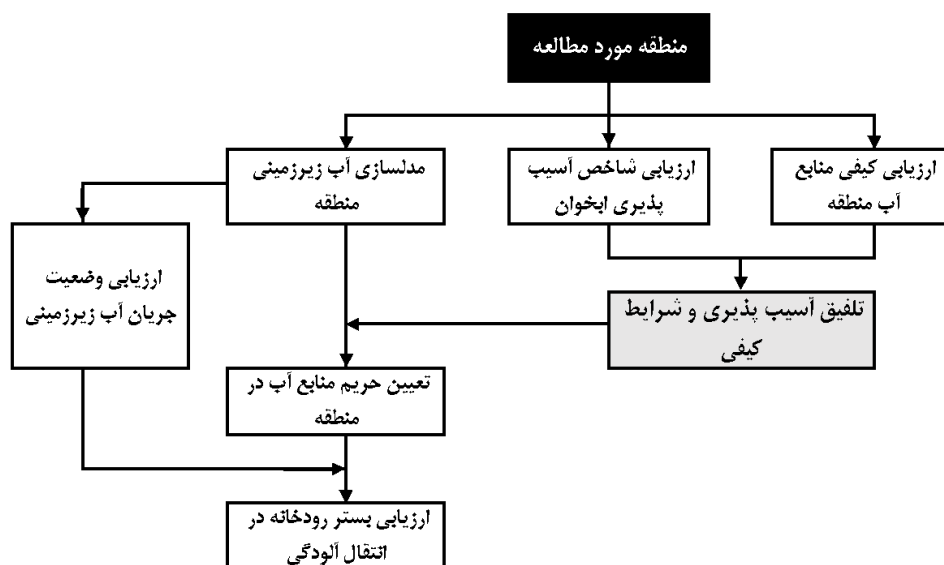 منطقه مورد مطالعه
ارزیابی کیفی منابع
آب منطقه
ارزیابی شاخص آسیب
پذیری ابخوان
مدلسازی آب زیرزمینی
منطقه
ارزیابی وضعیت
جریان آب زیرزمینی
تلفیق آسیب پذیری و شرایط
کیفی
تعیین حریم منابع آب در
منطقه
ارزیابی بستر رودخانه در
انتقال آلودگی